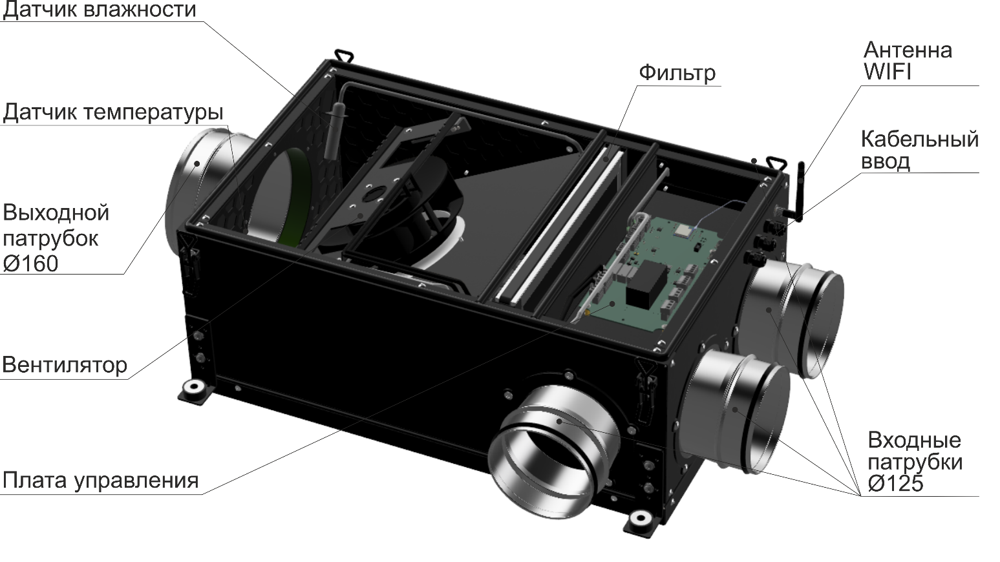 Датчик влажности
Датчик температуры
Выходной
патрубок
Ø160
Вентилятор
Плата управления
Фильтр
Антенна
WIFI
Кабельный
ввод
Входные
патрубки
Ø125